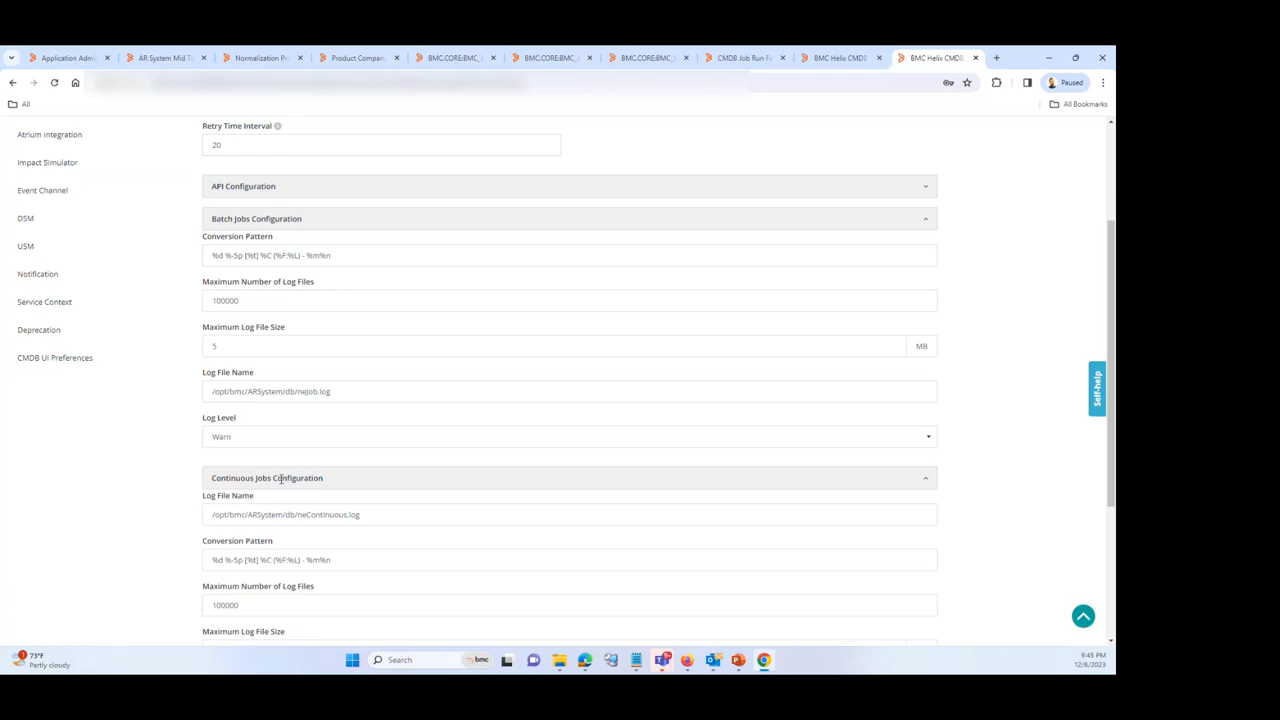 Application Admi
AR System Mid T
Normalization Pr
Product Compan
BMC.CORE:BMC_
BMC.CORE:BMC_
BMC.CORE:BMC_
CMDB Job Run F
BMC Helix CMDB
BMC Helix CMDB
Paused
All
All Bookmarks
Atrium Integration
Impact Simulator
Event Channel
DSM
USM
Notification
Service Context
Deprecation
CMDB UI Preferences
Retry Time Interval
20
API Configuration
Batch Jobs Configuration
Conversion Pattern
%d %-5p [%t] %C (%F:%L) - %m%n
Maximum Number of Log Files
100000
Maximum Log File Size
5
MB
Log File Name
/opt/bmc/ARSystem/db/neJob.log
Log Level
Warn
Continuous Jobs Configuration
Log File Name
/opt/bmc/ARSystem/db/neContinuous.log
Conversion Pattern
%d %-5p [%t] %C (%F:%L) - %m%n
Maximum Number of Log Files
100000
Maximum Log File Size
Self-help
1
73°F
Partly cloudy
Search
bmc
9:45 PM
12/8/2023